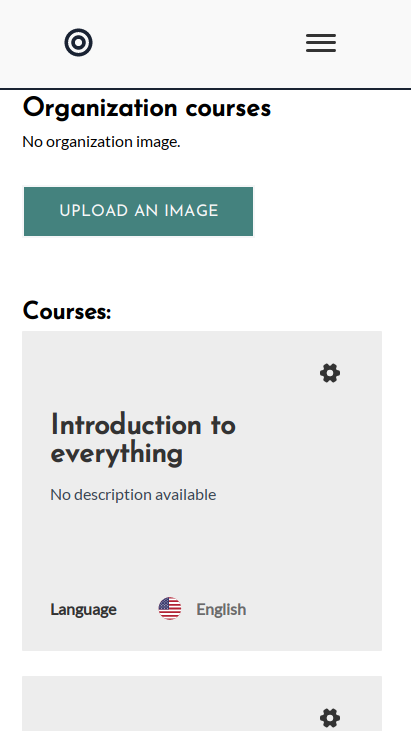 Organization courses
No organization image.
UPLOAD AN IMAGE
Courses:
Introduction to
everything
No description available
Language
English